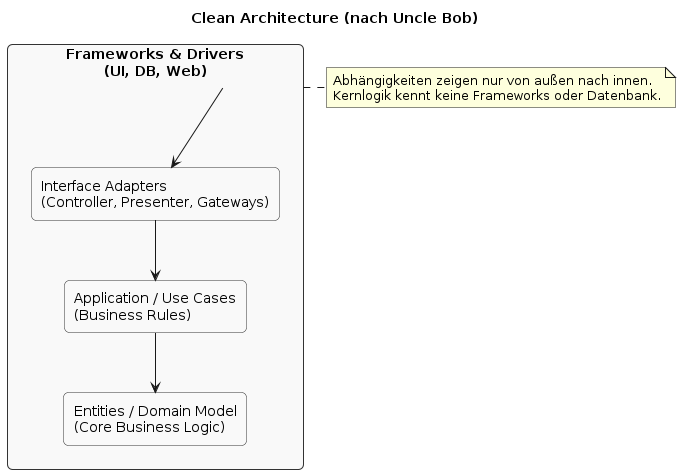 Clean Architecture (nach Uncle Bob)
Frameworks & Drivers
(UI, DB, Web)
Abhängigkeiten zeigen nur von außen nach innen.
Kernlogik kennt keine Frameworks oder Datenbank.
Interface Adapters
(Controller, Presenter, Gateways)
Application / Use Cases
(Business Rules)
Entities / Domain Model
(Core Business Logic)